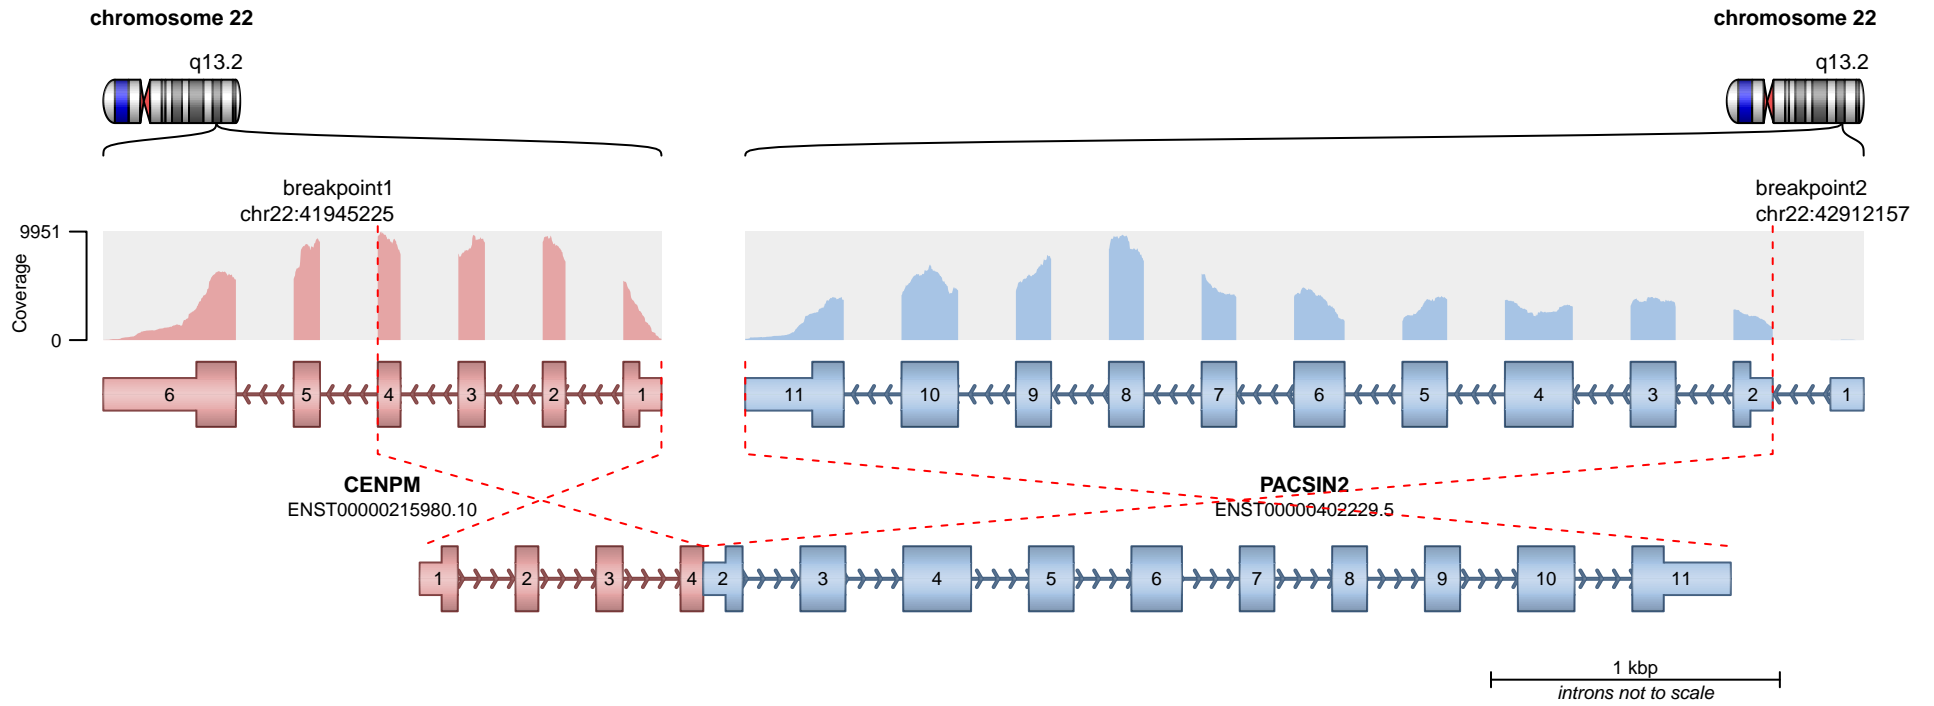 chromosome 22
chromosome 22
q13.2
q13.2
breakpoint1
chr22:41945225
breakpoint2
chr22:42912157
9951
0
Coverage
6 5 4 3 2 1
11 10 9 8 7 6 5 4 3 2 1
CENPM
ENST00000215980.10
PACSIN2
ENST00000402229.5
1 2 3 4 2 3 4 5 6 7 8 9 10 11
1 kbp
introns not to scale